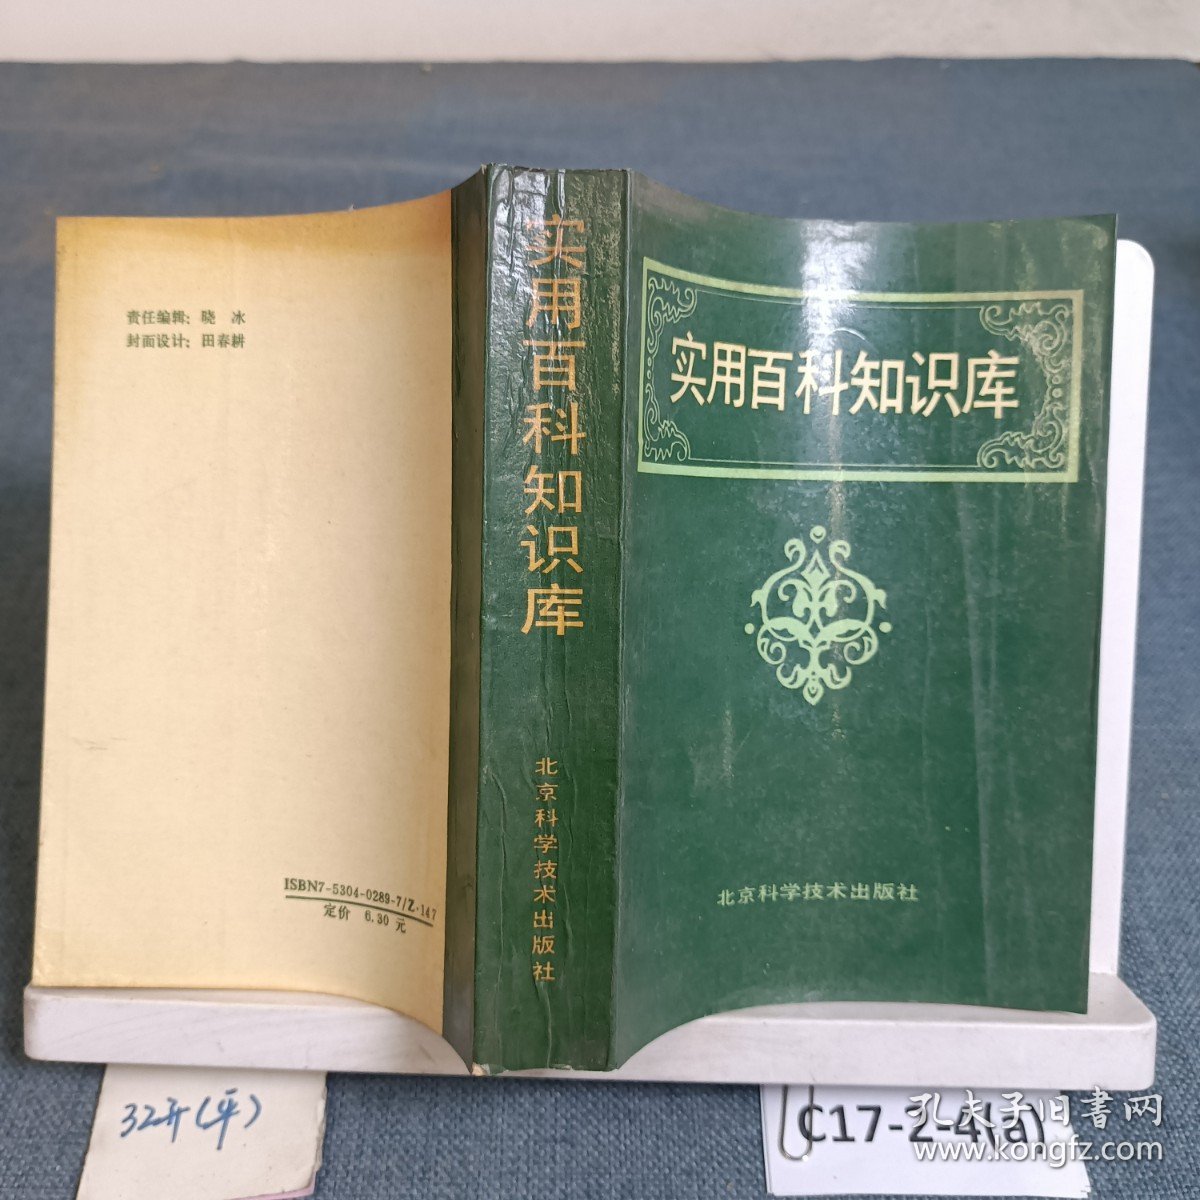 责任编辑：晓 冰
封面设计：田春耕
ISBN7-5304-0289-7/Z·147
定价 6.30元
实用百科知识库
北京科学技术出版社
实用百科知识库
北京科学技术出版社
32开(平)
C17-2-4(a)
孔夫子旧书网
www.kongfz.com